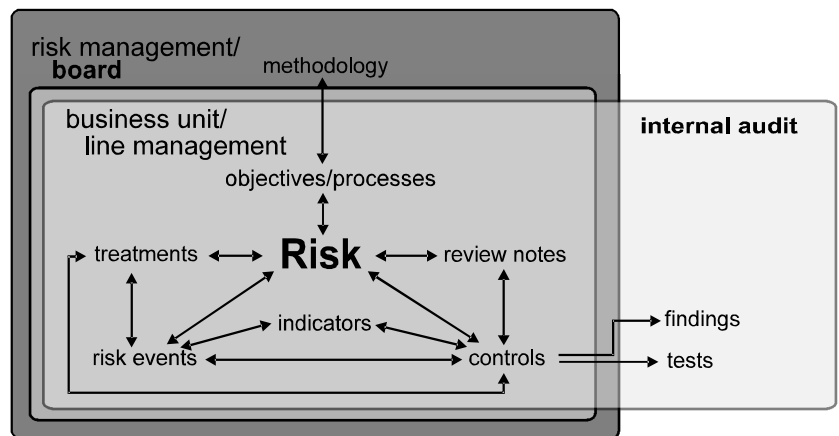 risk management/
board
methodology
business unit/
line management
internal audit
objectives/processes
treatments
Risk
review notes
indicators
findings
risk events
controls
tests